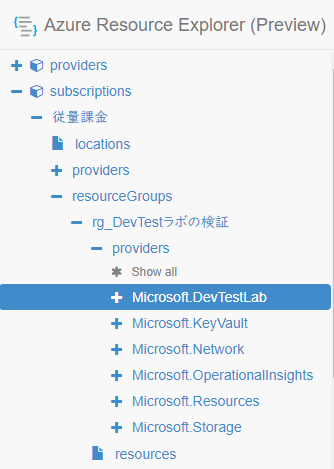 Azure Resource Explorer (Preview)
providers
subscriptions
従量課金
locations
providers
resourceGroups
rg_DevTestラボの検証
providers
Show all
Microsoft.DevTestLab
Microsoft.KeyVault
Microsoft.Network
Microsoft.OperationalInsights
Microsoft.Resources
Microsoft.Storage
resources